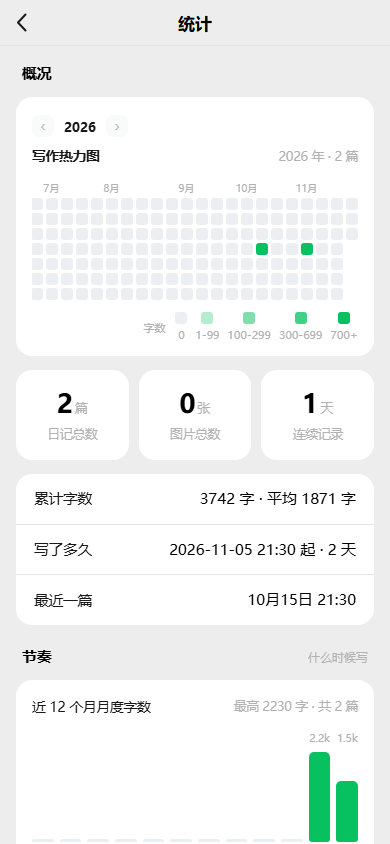 统计
概况
‹ 2026 ›
写作热力图 2026 年 · 2 篇
7月 8月 9月 10月 11月
字数 0 1-99 100-299 300-699 700+
2篇 0张 1天
日记总数 图片总数 连续记录
累计字数 3742 字 · 平均 1871 字
写了多久 2026-11-05 21:30 起 · 2 天
最近一篇 10月15日 21:30
节奏 什么时候写
近 12 个月月度字数 最高 2230 字 · 共 2 篇
2.2k 1.5k